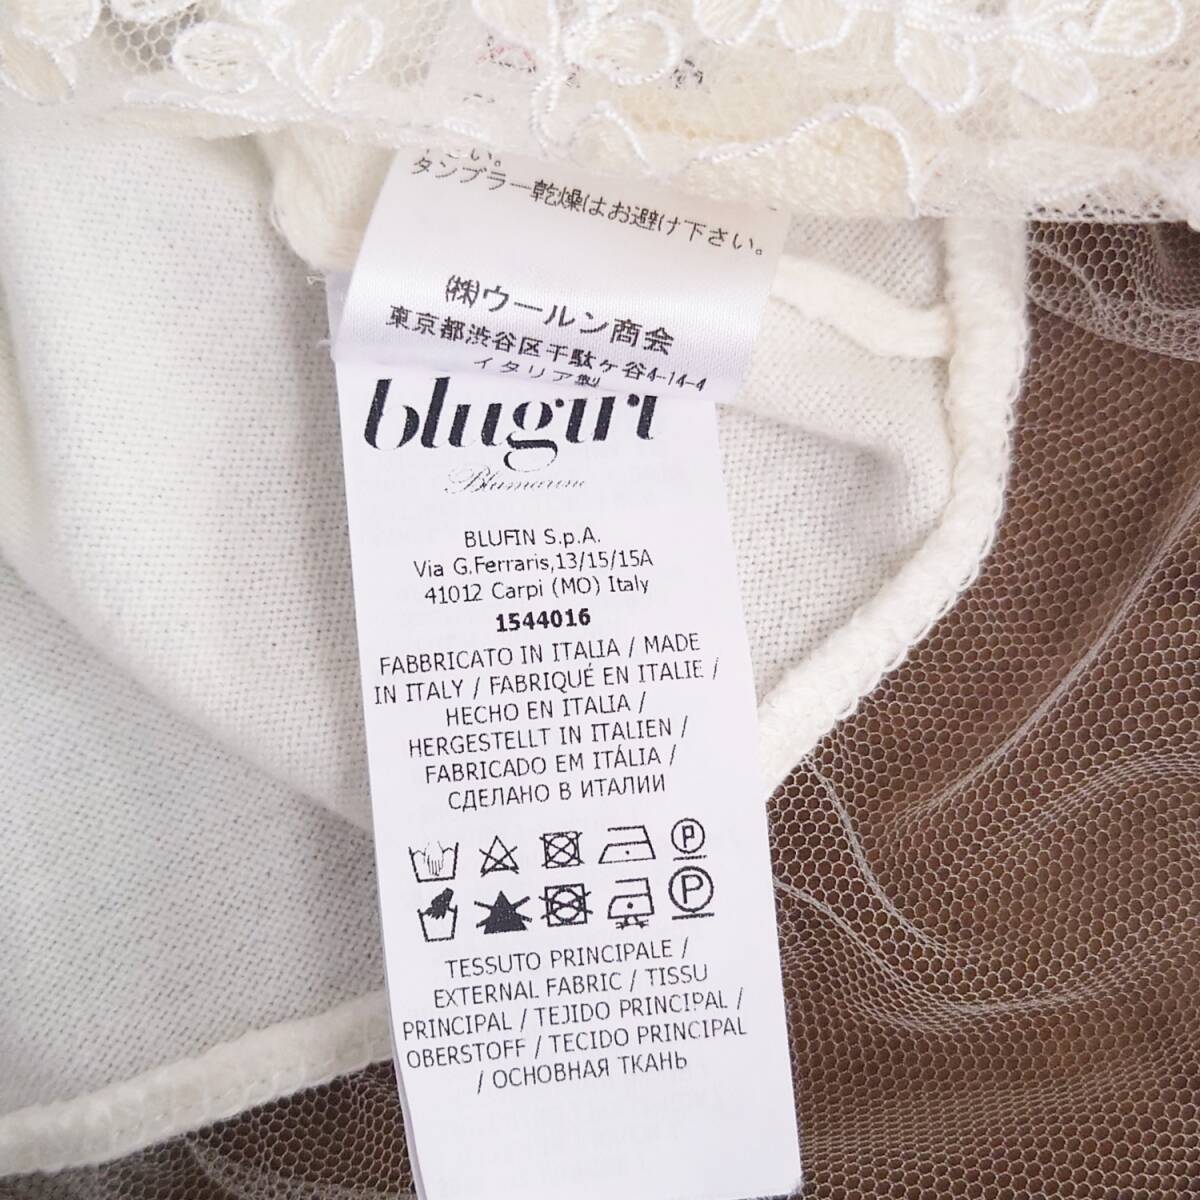 下さい。
タンブラー乾燥はお避け下さい。
㈱ウールン商会
東京都渋谷区千駄ヶ谷4-14-4
イタリア製
blugirl
Blumarine
BLUFIN S.p.A.
Via G.Ferraris,13/15/15A
41012 Carpi (MO) Italy
1544016
FABBRICATO IN ITALIA / MADE
IN ITALY / FABRIQUÉ EN ITALIE /
HECHO EN ITALIA /
HERGESTELLT IN ITALIEN /
FABRICADO EM ITÁLIA /
СДЕЛАНО В ИТАЛИИ
P
P
TESSUTO PRINCIPALE /
EXTERNAL FABRIC / TISSU
PRINCIPAL / TEJIDO PRINCIPAL /
OBERSTOFF / TECIDO PRINCIPAL
/ ОСНОВНАЯ ТКАНЬ